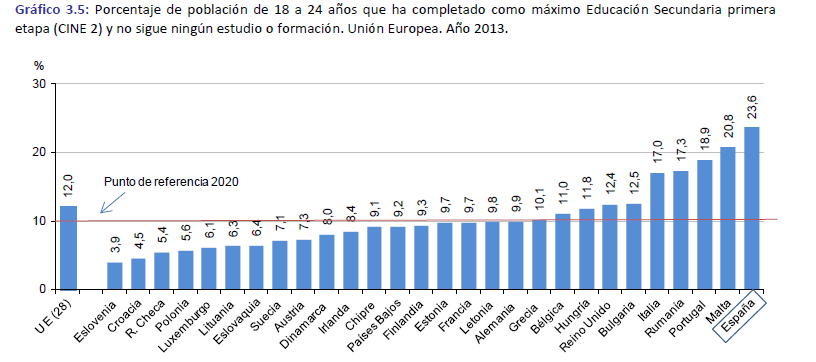 Gráfico 3.5: Porcentaje de población de 18 a 24 años que ha completado como máximo Educación Secundaria primera
etapa (CINE 2) y no sigue ningún estudio o formación. Unión Europea. Año 2013.
%
30
20
10
0
Punto de referencia 2020
12,0
3,9
4,5
5,4
5,6
6,1
6,3
6,4
7,1
7,3
8,0
8,4
9,1
9,2
9,3
9,7
9,7
9,8
9,9
10,1
11,0
11,8
12,4
12,5
17,0
17,3
18,9
20,8
23,6
UE (28)
Eslovenia
Croacia
R. Checa
Polonia
Luxemburgo
Lituania
Eslovaquia
Suecia
Austria
Dinamarca
Irlanda
Chipre
Países Bajos
Finlandia
Estonia
Francia
Letonia
Alemania
Grecia
Bélgica
Hungría
Reino Unido
Bulgaria
Italia
Rumanía
Portugal
Malta
España